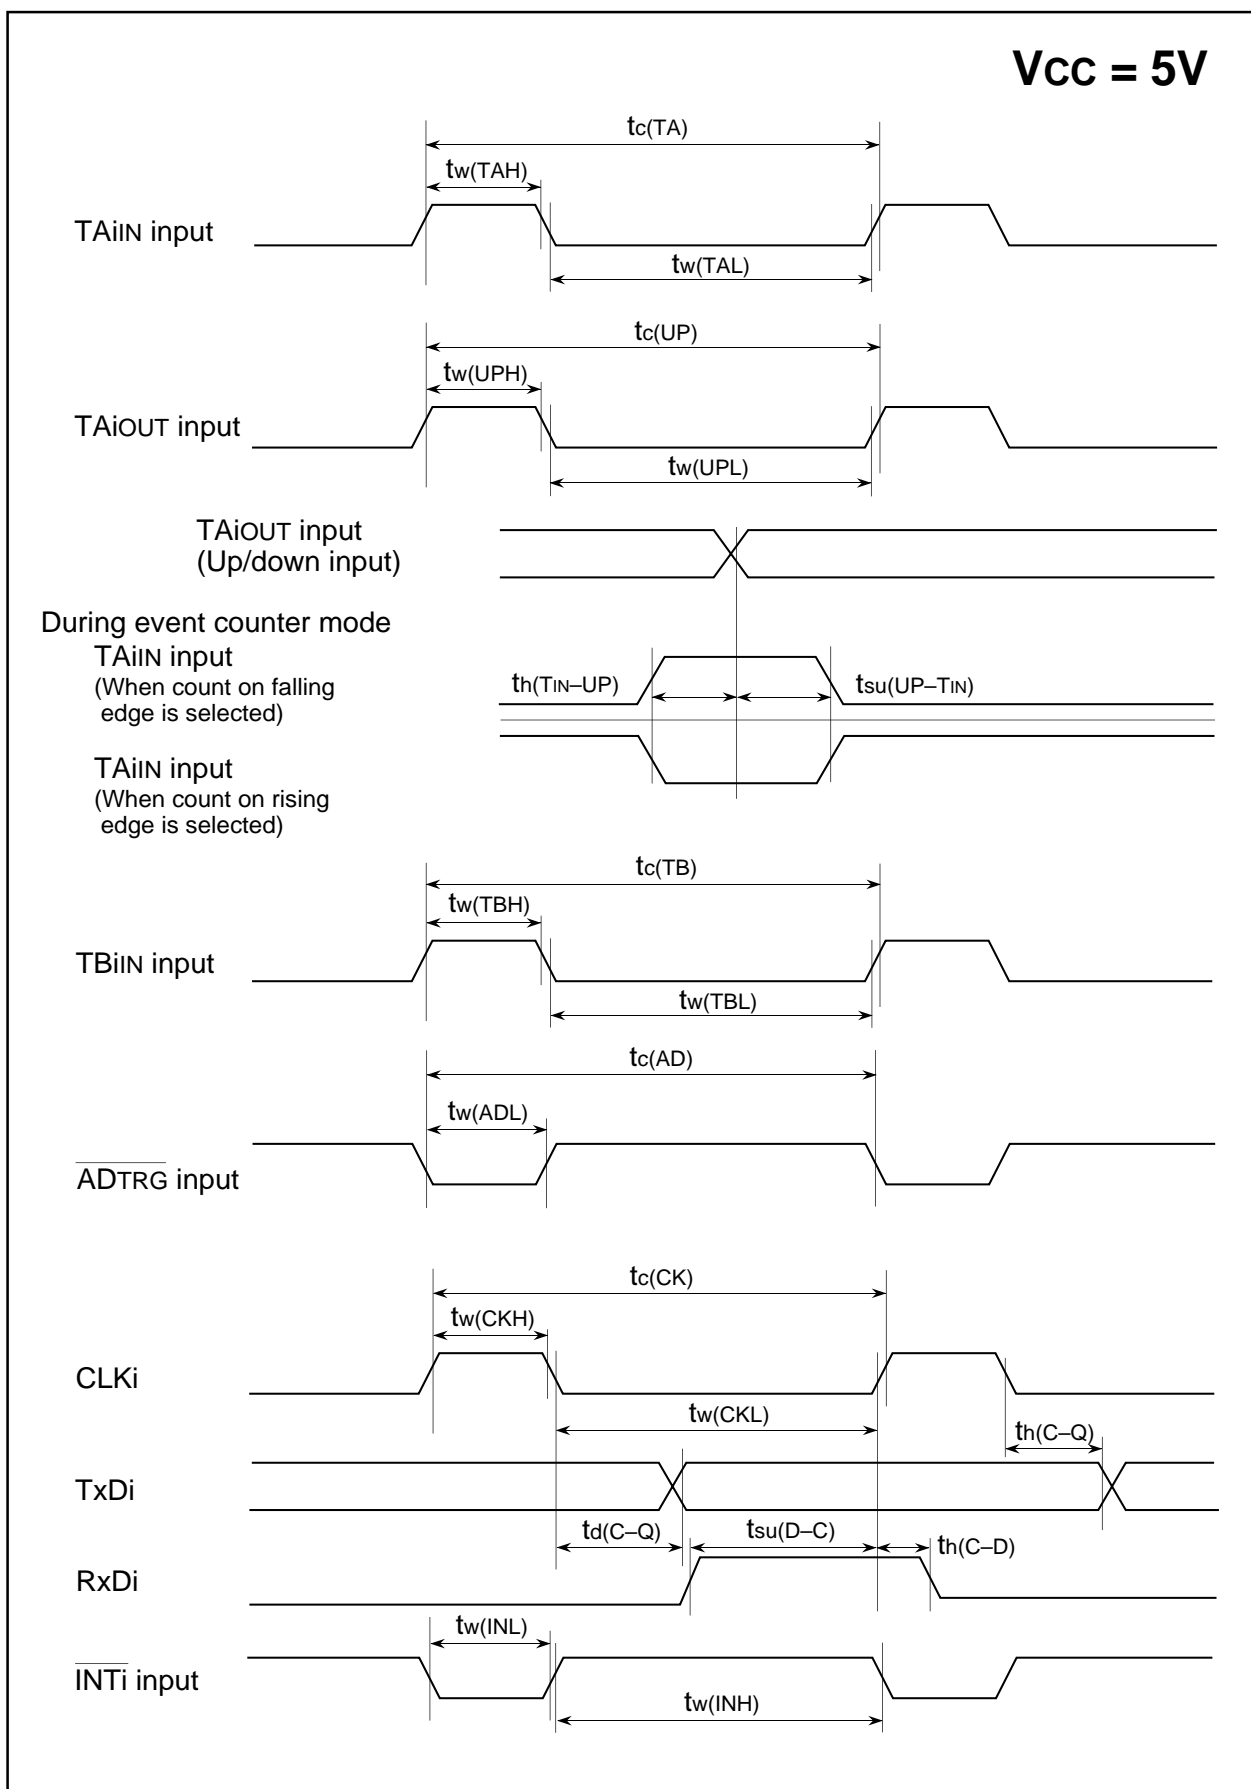 VCC = 5V
tc(TA)
tw(TAH)
TAiIN input
tw(TAL)
tc(UP)
tw(UPH)
TAiOUT input
tw(UPL)
TAiOUT input
(Up/down input)
During event counter mode
TAiIN input
(When count on falling
edge is selected)
th(TIN–UP)
tsu(UP–TIN)
TAiIN input
(When count on rising
edge is selected)
tc(TB)
tw(TBH)
TBiIN input
tw(TBL)
tc(AD)
tw(ADL)
ADTRG input
tc(CK)
tw(CKH)
CLKi
tw(CKL)
th(C–Q)
TxDi
td(C–Q)
tsu(D–C)
th(C–D)
RxDi
tw(INL)
INTi input
tw(INH)